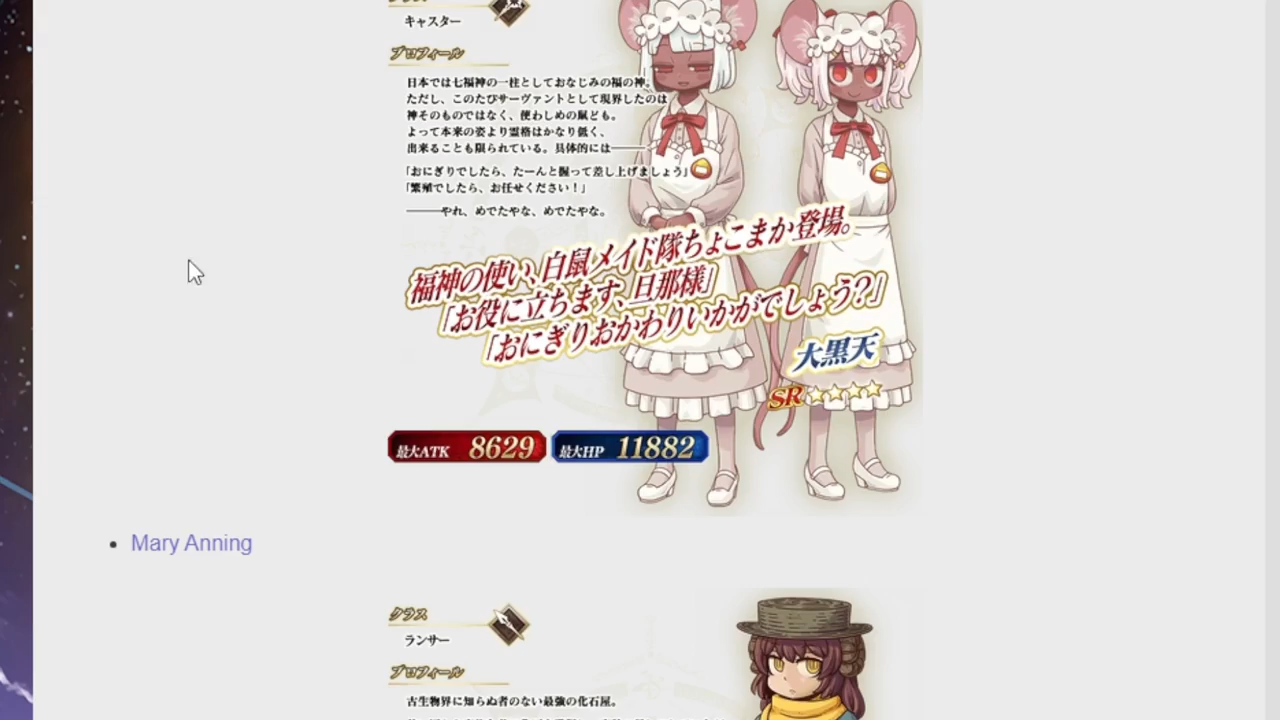 クラス
キャスター
プロフィール
日本では七福神の一柱としておなじみの福の神。
ただし、このたびサーヴァントとして現界したのは
神そのものではなく、使わしめの鼠ども。
よって本来の姿より霊格はかなり低く、
出来ることも限られている。具体的には———
「おにぎりでしたら、たーんと握って差し上げましょう」
「繁殖でしたら、お任せください！」
———やれ、めでたやな、めでたやな。
福神の使い、白鼠メイド隊ちょこまか登場。
「お役に立ちます、旦那様」
「おにぎりおかわりいかがでしょう？」
大黒天
SR
最大ATK 8629 最大HP 11882
Mary Anning
クラス
ランサー
プロフィール
古生物界に知らぬ者のない最強の化石屋。